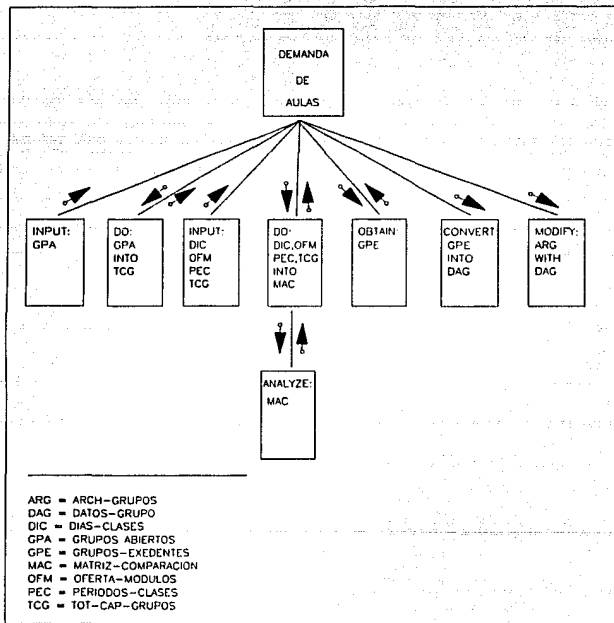 DEMANDA
DE
AULAS
INPUT:
GPA
DO:
GPA
INTO
TCG
INPUT:
DIC
OFM
PEC
TCG
DO:
DIC,OFM
PEC,TCG
INTO
MAC
OBTAIN:
GPE
CONVERT
GPE
INTO
DAG
MODIFY:
ARG
WITH
DAG
ANALYZE:
MAC
ARG = ARCH-GRUPOS
DAG = DATOS-GRUPO
DIC = DIAS-CLASES
GPA = GRUPOS ABIERTOS
GPE = GRUPOS-EXEDENTES
MAC = MATRIZ-COMPARACION
OFM = OFERTA-MODULOS
PEC = PERIODOS-CLASES
TCG = TOT-CAP-GRUPOS